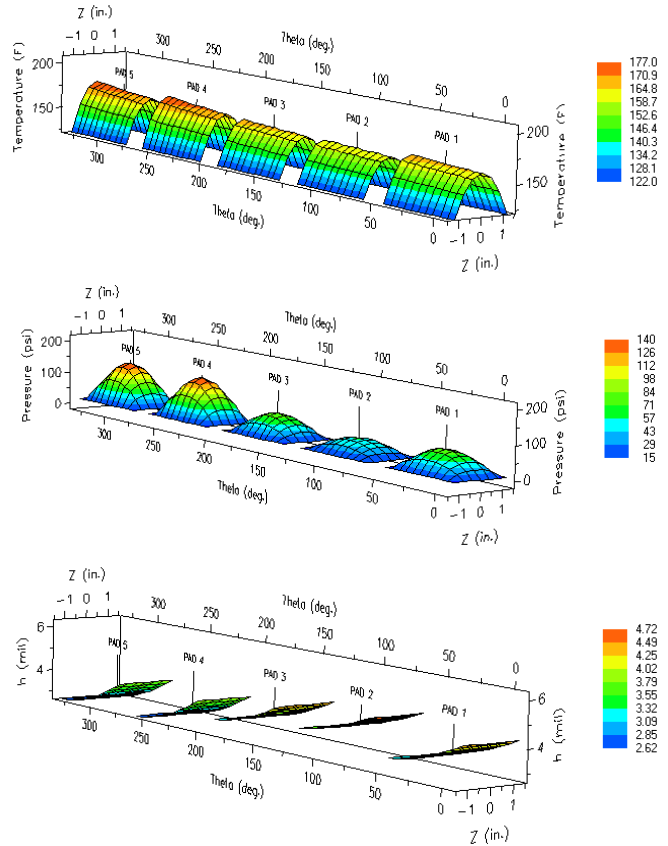 Z (in.)
-1 0 1
300
250
200
150
100
50
0
Theta (deg.)
Temperature (F)
200
150
PAD 5
PAD 4
PAD 3
PAD 2
PAD 1
200
150
Temperature (F)
300
250
200
150
100
50
0
Theta (deg.)
-1 0 1
Z (in.)
177.0
170.9
164.8
158.7
152.6
146.4
140.3
134.2
128.1
122.0
Z (in.)
-1 0 1
300
250
200
150
100
50
0
Theta (deg.)
Pressure (psi)
200
100
0
PAD 5
PAD 4
PAD 3
PAD 2
PAD 1
200
100
0
Pressure (psi)
300
250
200
150
100
50
0
Theta (deg.)
-1 0 1
Z (in.)
140
126
112
98
84
71
57
43
29
15
Z (in.)
-1 0 1
300
250
200
150
100
50
0
Theta (deg.)
h (mil)
6
4
PAD 5
PAD 4
PAD 3
PAD 2
PAD 1
6
4
h (mil)
300
250
200
150
100
50
0
Theta (deg.)
-1 0 1
Z (in.)
4.72
4.49
4.25
4.02
3.79
3.55
3.32
3.09
2.85
2.62